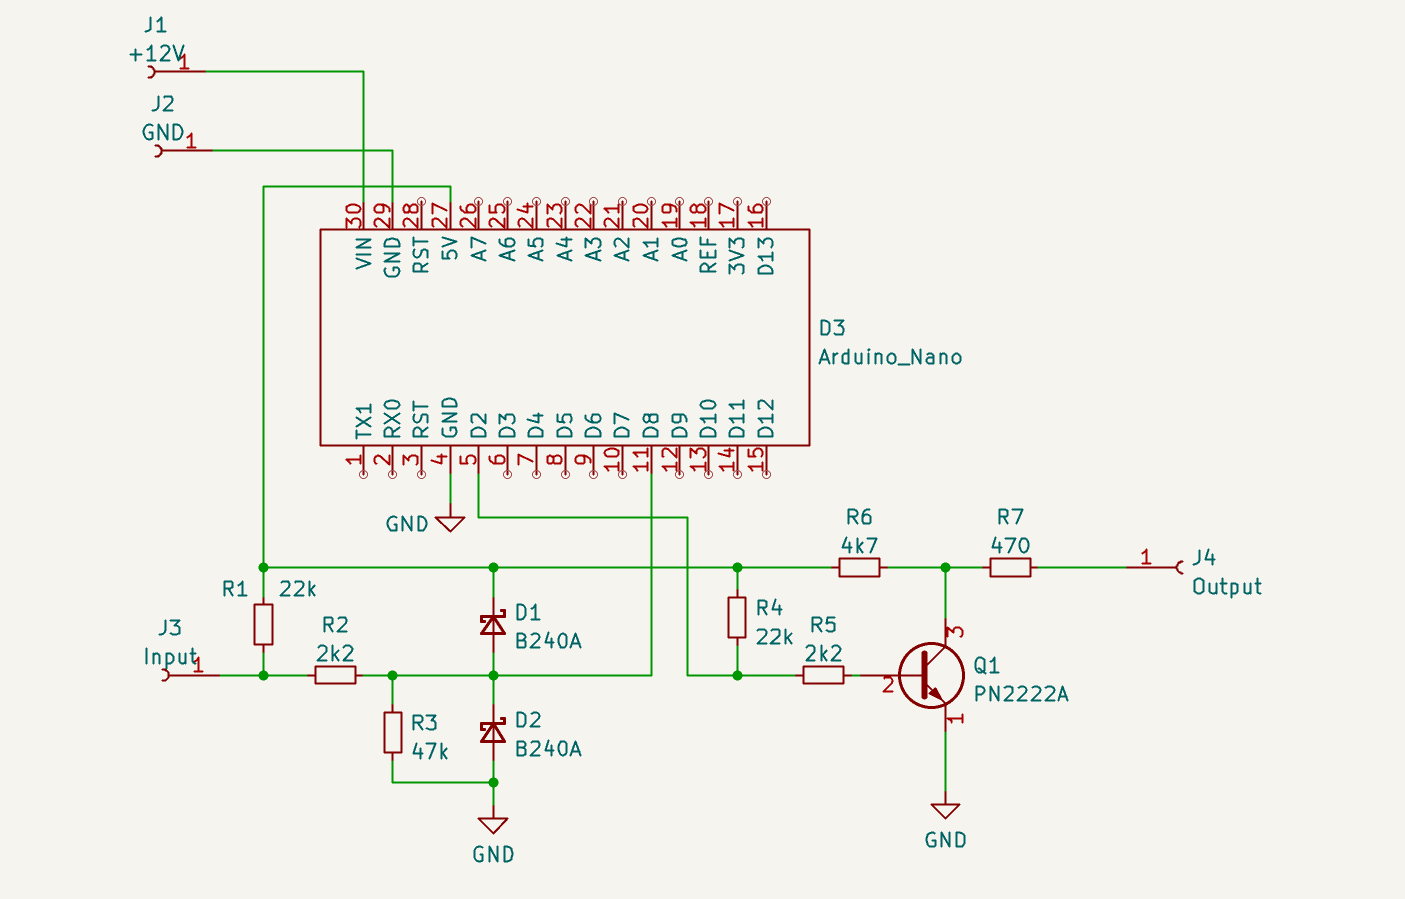 J1
+12V
1
J2
GND
1
30 29 28 27 26 25 24 23 22 21 20 19 18 17 16
VIN GND RST 5V A7 A6 A5 A4 A3 A2 A1 A0 REF 3V3 D13
D3
Arduino_Nano
TX1 RX0 RST GND D2 D3 D4 D5 D6 D7 D8 D9 D10 D11 D12
1 2 3 4 5 6 7 8 9 10 11 12 13 14 15
GND
R6
4k7
R7
470
1
J4
Output
R1 22k
D1
B240A
R4
22k
R2
2k2
R5
2k2
J3
Input
1
3
2
Q1
PN2222A
1
R3
47k
D2
B240A
GND
GND